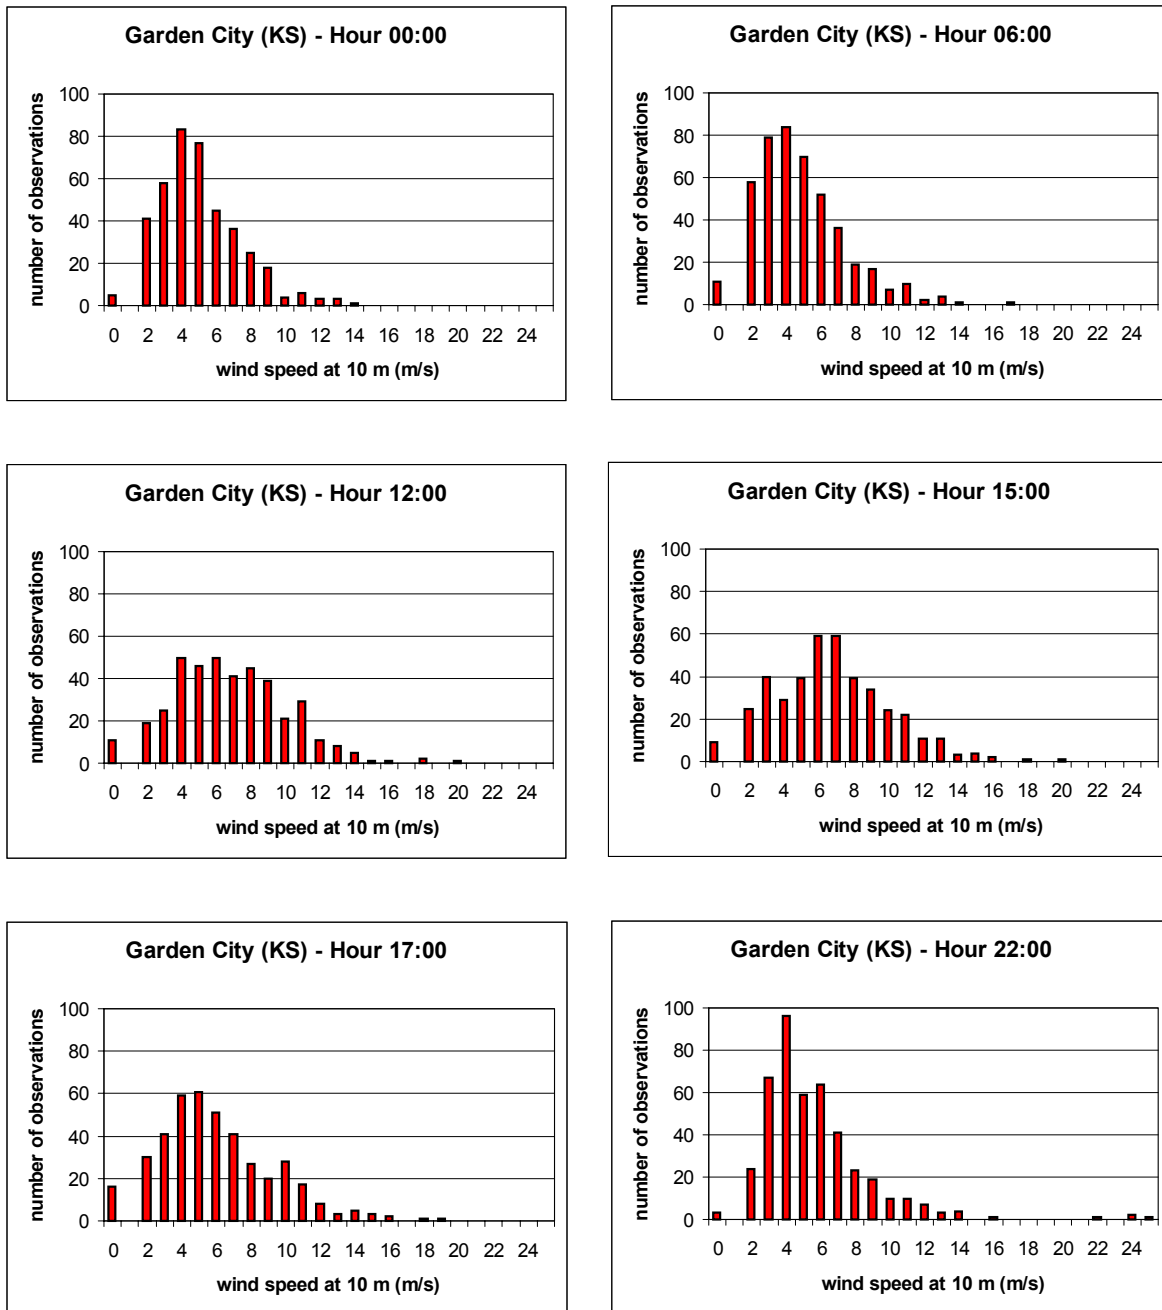 Garden City (KS) - Hour 00:00
number of observations
100
80
60
40
20
0
0 2 4 6 8 10 12 14 16 18 20 22 24
wind speed at 10 m (m/s)
Garden City (KS) - Hour 06:00
number of observations
100
80
60
40
20
0
0 2 4 6 8 10 12 14 16 18 20 22 24
wind speed at 10 m (m/s)
Garden City (KS) - Hour 12:00
number of observations
100
80
60
40
20
0
0 2 4 6 8 10 12 14 16 18 20 22 24
wind speed at 10 m (m/s)
Garden City (KS) - Hour 15:00
number of observations
100
80
60
40
20
0
0 2 4 6 8 10 12 14 16 18 20 22 24
wind speed at 10 m (m/s)
Garden City (KS) - Hour 17:00
number of observations
100
80
60
40
20
0
0 2 4 6 8 10 12 14 16 18 20 22 24
wind speed at 10 m (m/s)
Garden City (KS) - Hour 22:00
number of observations
100
80
60
40
20
0
0 2 4 6 8 10 12 14 16 18 20 22 24
wind speed at 10 m (m/s)